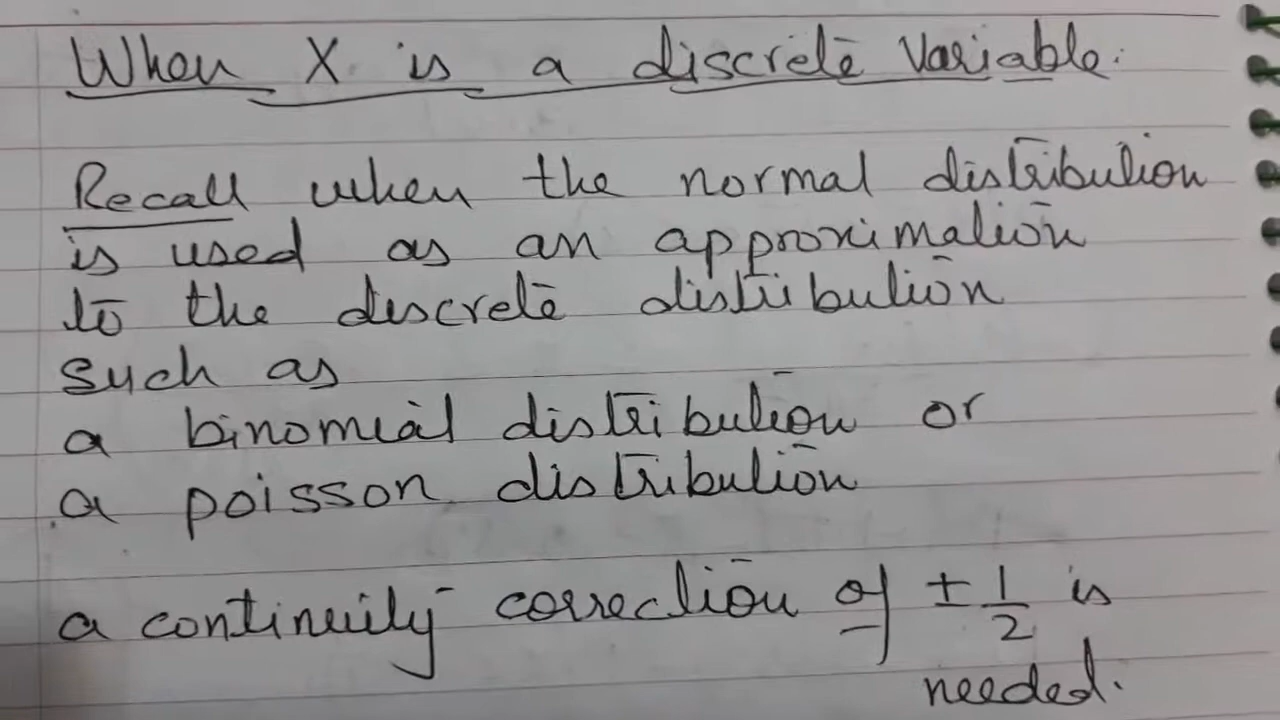 When X is a discrete Variable.
Recall when the normal distribution
is used as an approximation
to the discrete distribution
such as
a binomial distribution or
a poisson distribution
a continuity correction of ± 1/2 is
needed.